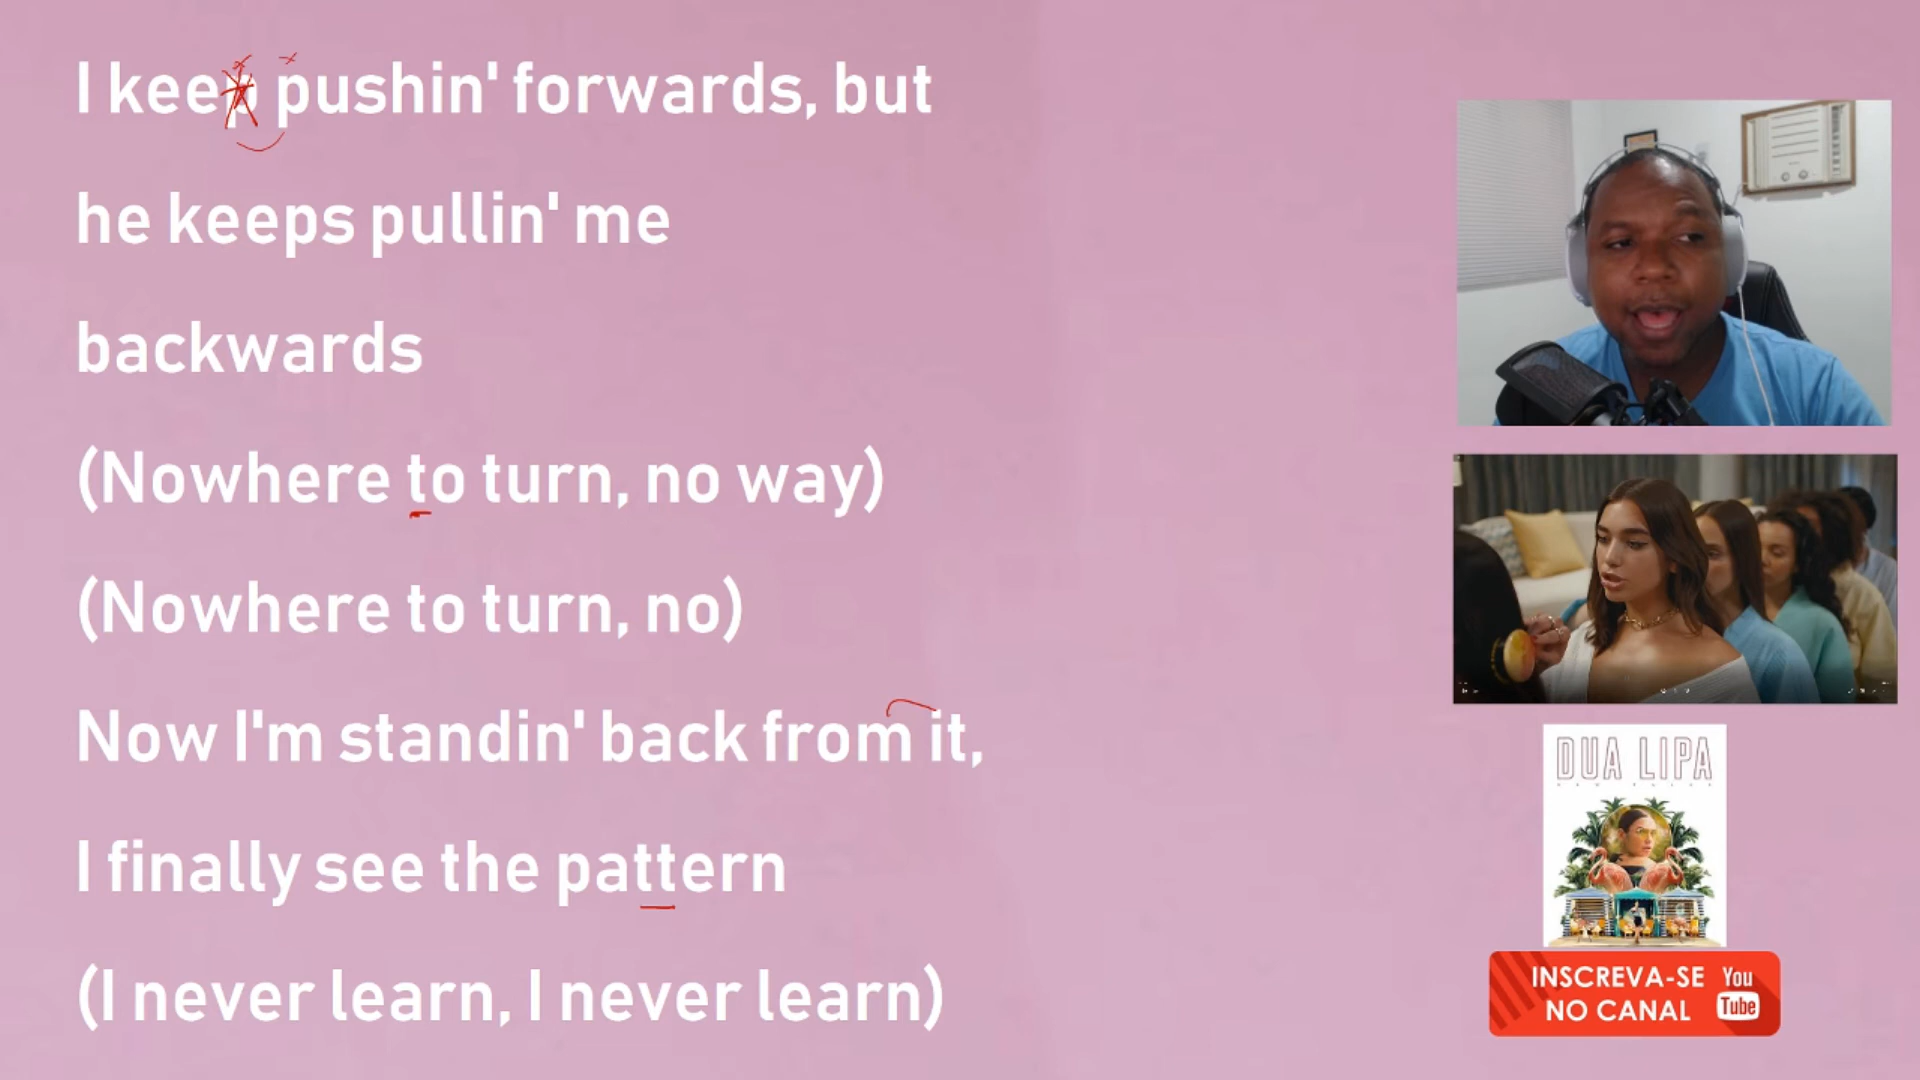 I keep pushin' forwards, but
he keeps pullin' me
backwards
(Nowhere to turn, no way)
(Nowhere to turn, no)
Now I'm standin' back from it,
I finally see the pattern
(I never learn, I never learn)
DUA LIPA
INSCREVA-SE
NO CANAL
You
Tube